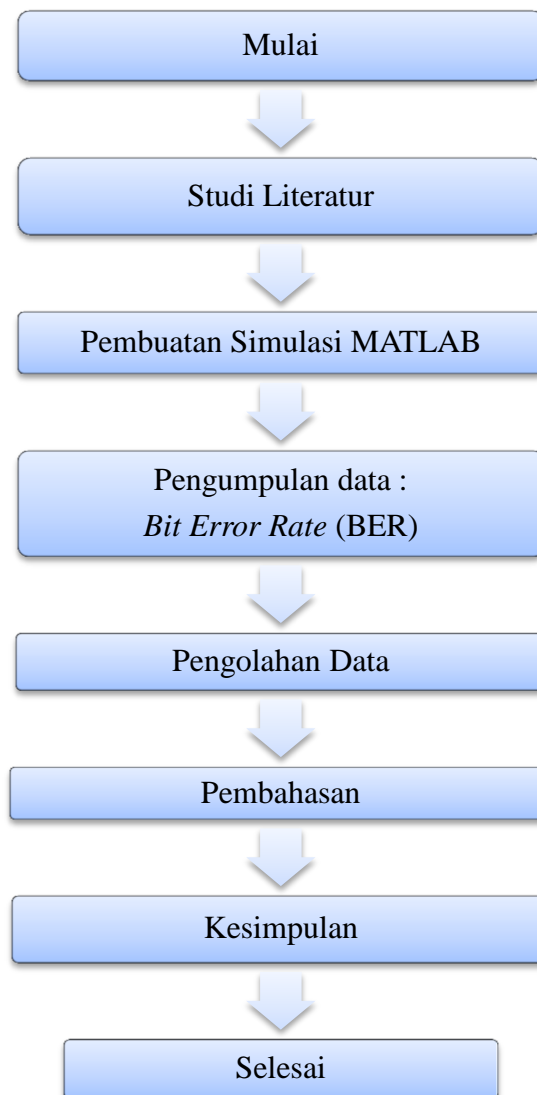 Mulai
Studi Literatur
Pembuatan Simulasi MATLAB
Pengumpulan data :
Bit Error Rate (BER)
Pengolahan Data
Pembahasan
Kesimpulan
Selesai